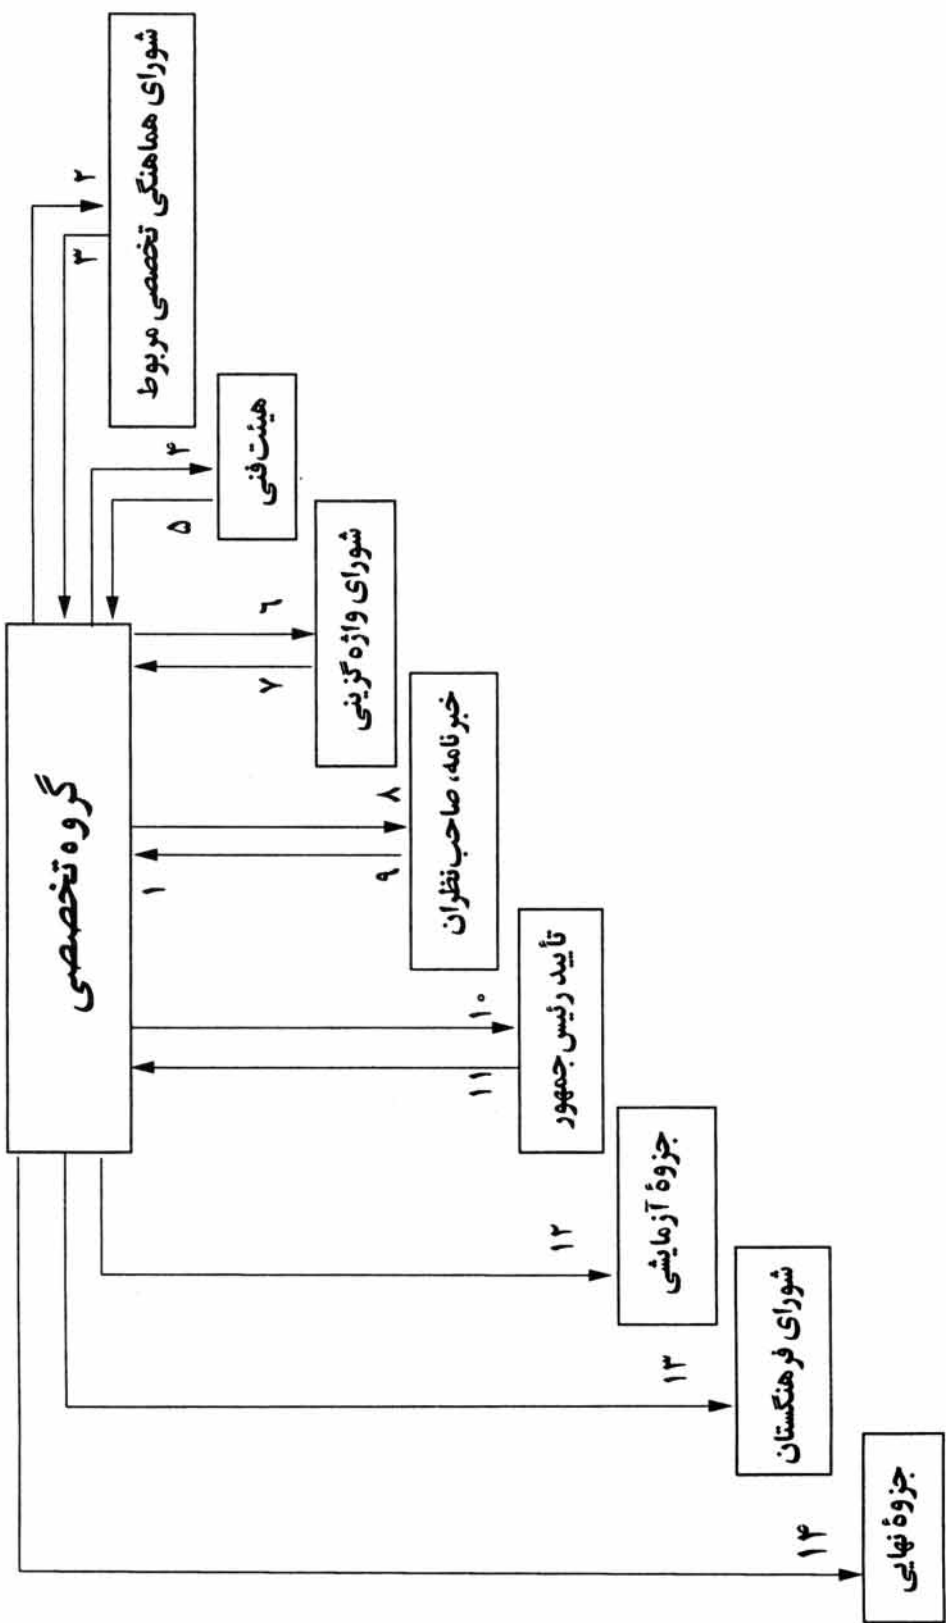 گروه تخصصی
۱
۲
۳
شورای هماهنگی تخصصی مربوط
۴
۵
هیئت فنی
۶
۷
شورای واژه‌گزینی
۸
۹
خبرنامه، صاحب‌نظران
۱۰
۱۱
تأیید رئیس جمهور
۱۲
جزوهٔ آزمایشی
۱۳
شورای فرهنگستان
۱۴
جزوهٔ نهایی